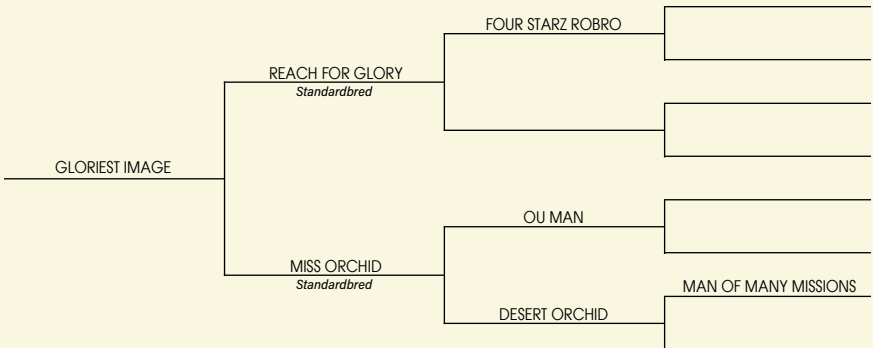 FOUR STARZ ROBRO
REACH FOR GLORY
Standardbred
GLORIEST IMAGE
OU MAN
MISS ORCHID
Standardbred
MAN OF MANY MISSIONS
DESERT ORCHID